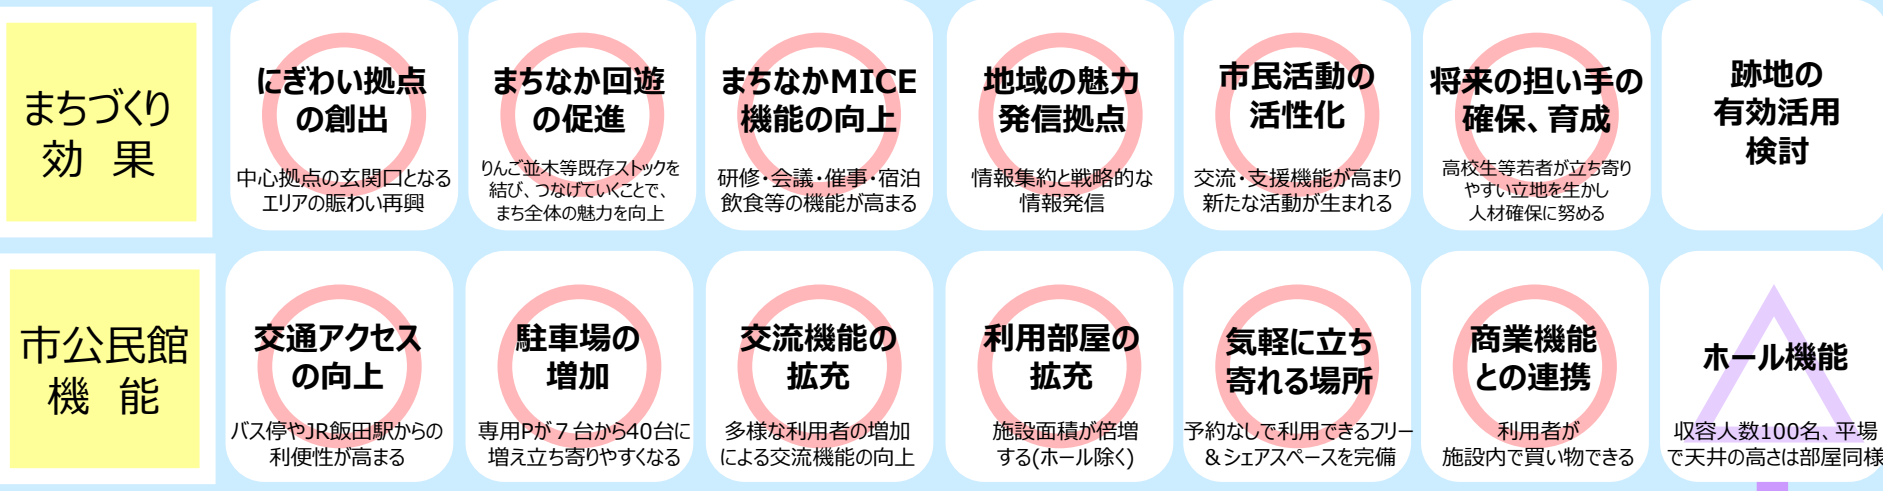 まちづくり
効　果
にぎわい拠点
の創出
中心拠点の玄関口となる
エリアの賑わい再興
まちなか回遊
の促進
りんご並木等既存ストックを
結び、つなげていくことで、
まち全体の魅力を向上
まちなかMICE
機能の向上
研修・会議・催事・宿泊
飲食等の機能が高まる
地域の魅力
発信拠点
情報集約と戦略的な
情報発信
市民活動の
活性化
交流・支援機能が高まり
新たな活動が生まれる
将来の担い手の
確保、育成
高校生等若者が立ち寄り
やすい立地を生かし
人材確保に努める
跡地の
有効活用
検討
市公民館
機　能
交通アクセス
の向上
バス停やJR飯田駅からの
利便性が高まる
駐車場の
増加
専用Pが７台から40台に
増え立ち寄りやすくなる
交流機能の
拡充
多様な利用者の増加
による交流機能の向上
利用部屋の
拡充
施設面積が倍増
する(ホール除く)
気軽に立ち
寄れる場所
予約なしで利用できるフリー
＆シェアスペースを完備
商業機能
との連携
利用者が
施設内で買い物できる
ホール機能
収容人数100名、平場
で天井の高さは部屋同様